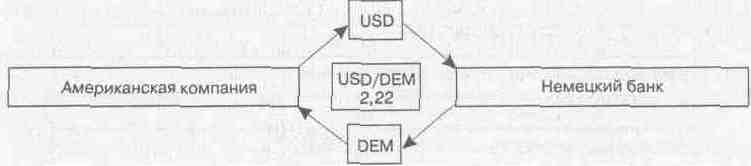 USD
Американская компания
USD/DEM
2,22
Немецкий банк
DEM